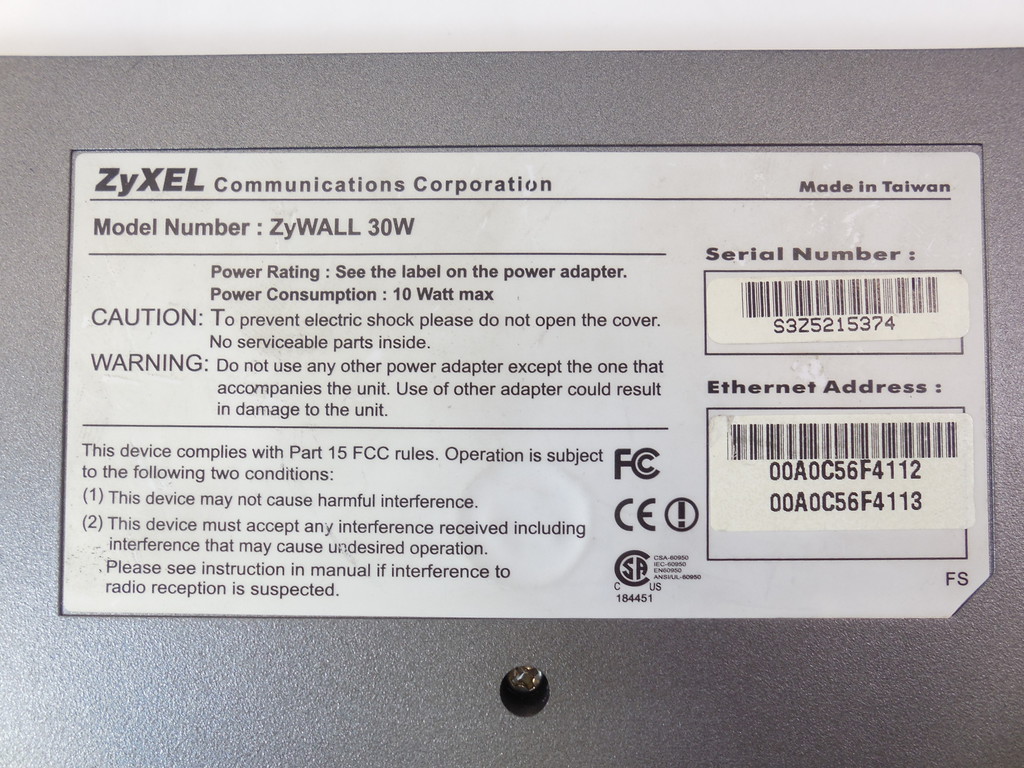 ZyXEL Communications Corporation
Made in Taiwan
Model Number : ZyWALL 30W
Power Rating : See the label on the power adapter.
Power Consumption : 10 Watt max
CAUTION: To prevent electric shock please do not open the cover.
No serviceable parts inside.
WARNING: Do not use any other power adapter except the one that
accompanies the unit. Use of other adapter could result
in damage to the unit.
This device complies with Part 15 FCC rules. Operation is subject
to the following two conditions:
(1) This device may not cause harmful interference.
(2) This device must accept any interference received including
interference that may cause undesired operation.
Please see instruction in manual if interference to
radio reception is suspected.
FC
CE
SA
C US
184451
CSA-60950
IEC-60950
EN60950
ANSI/UL-60950
Serial Number :
S3Z5215374
Ethernet Address :
00A0C56F4112
00A0C56F4113
FS